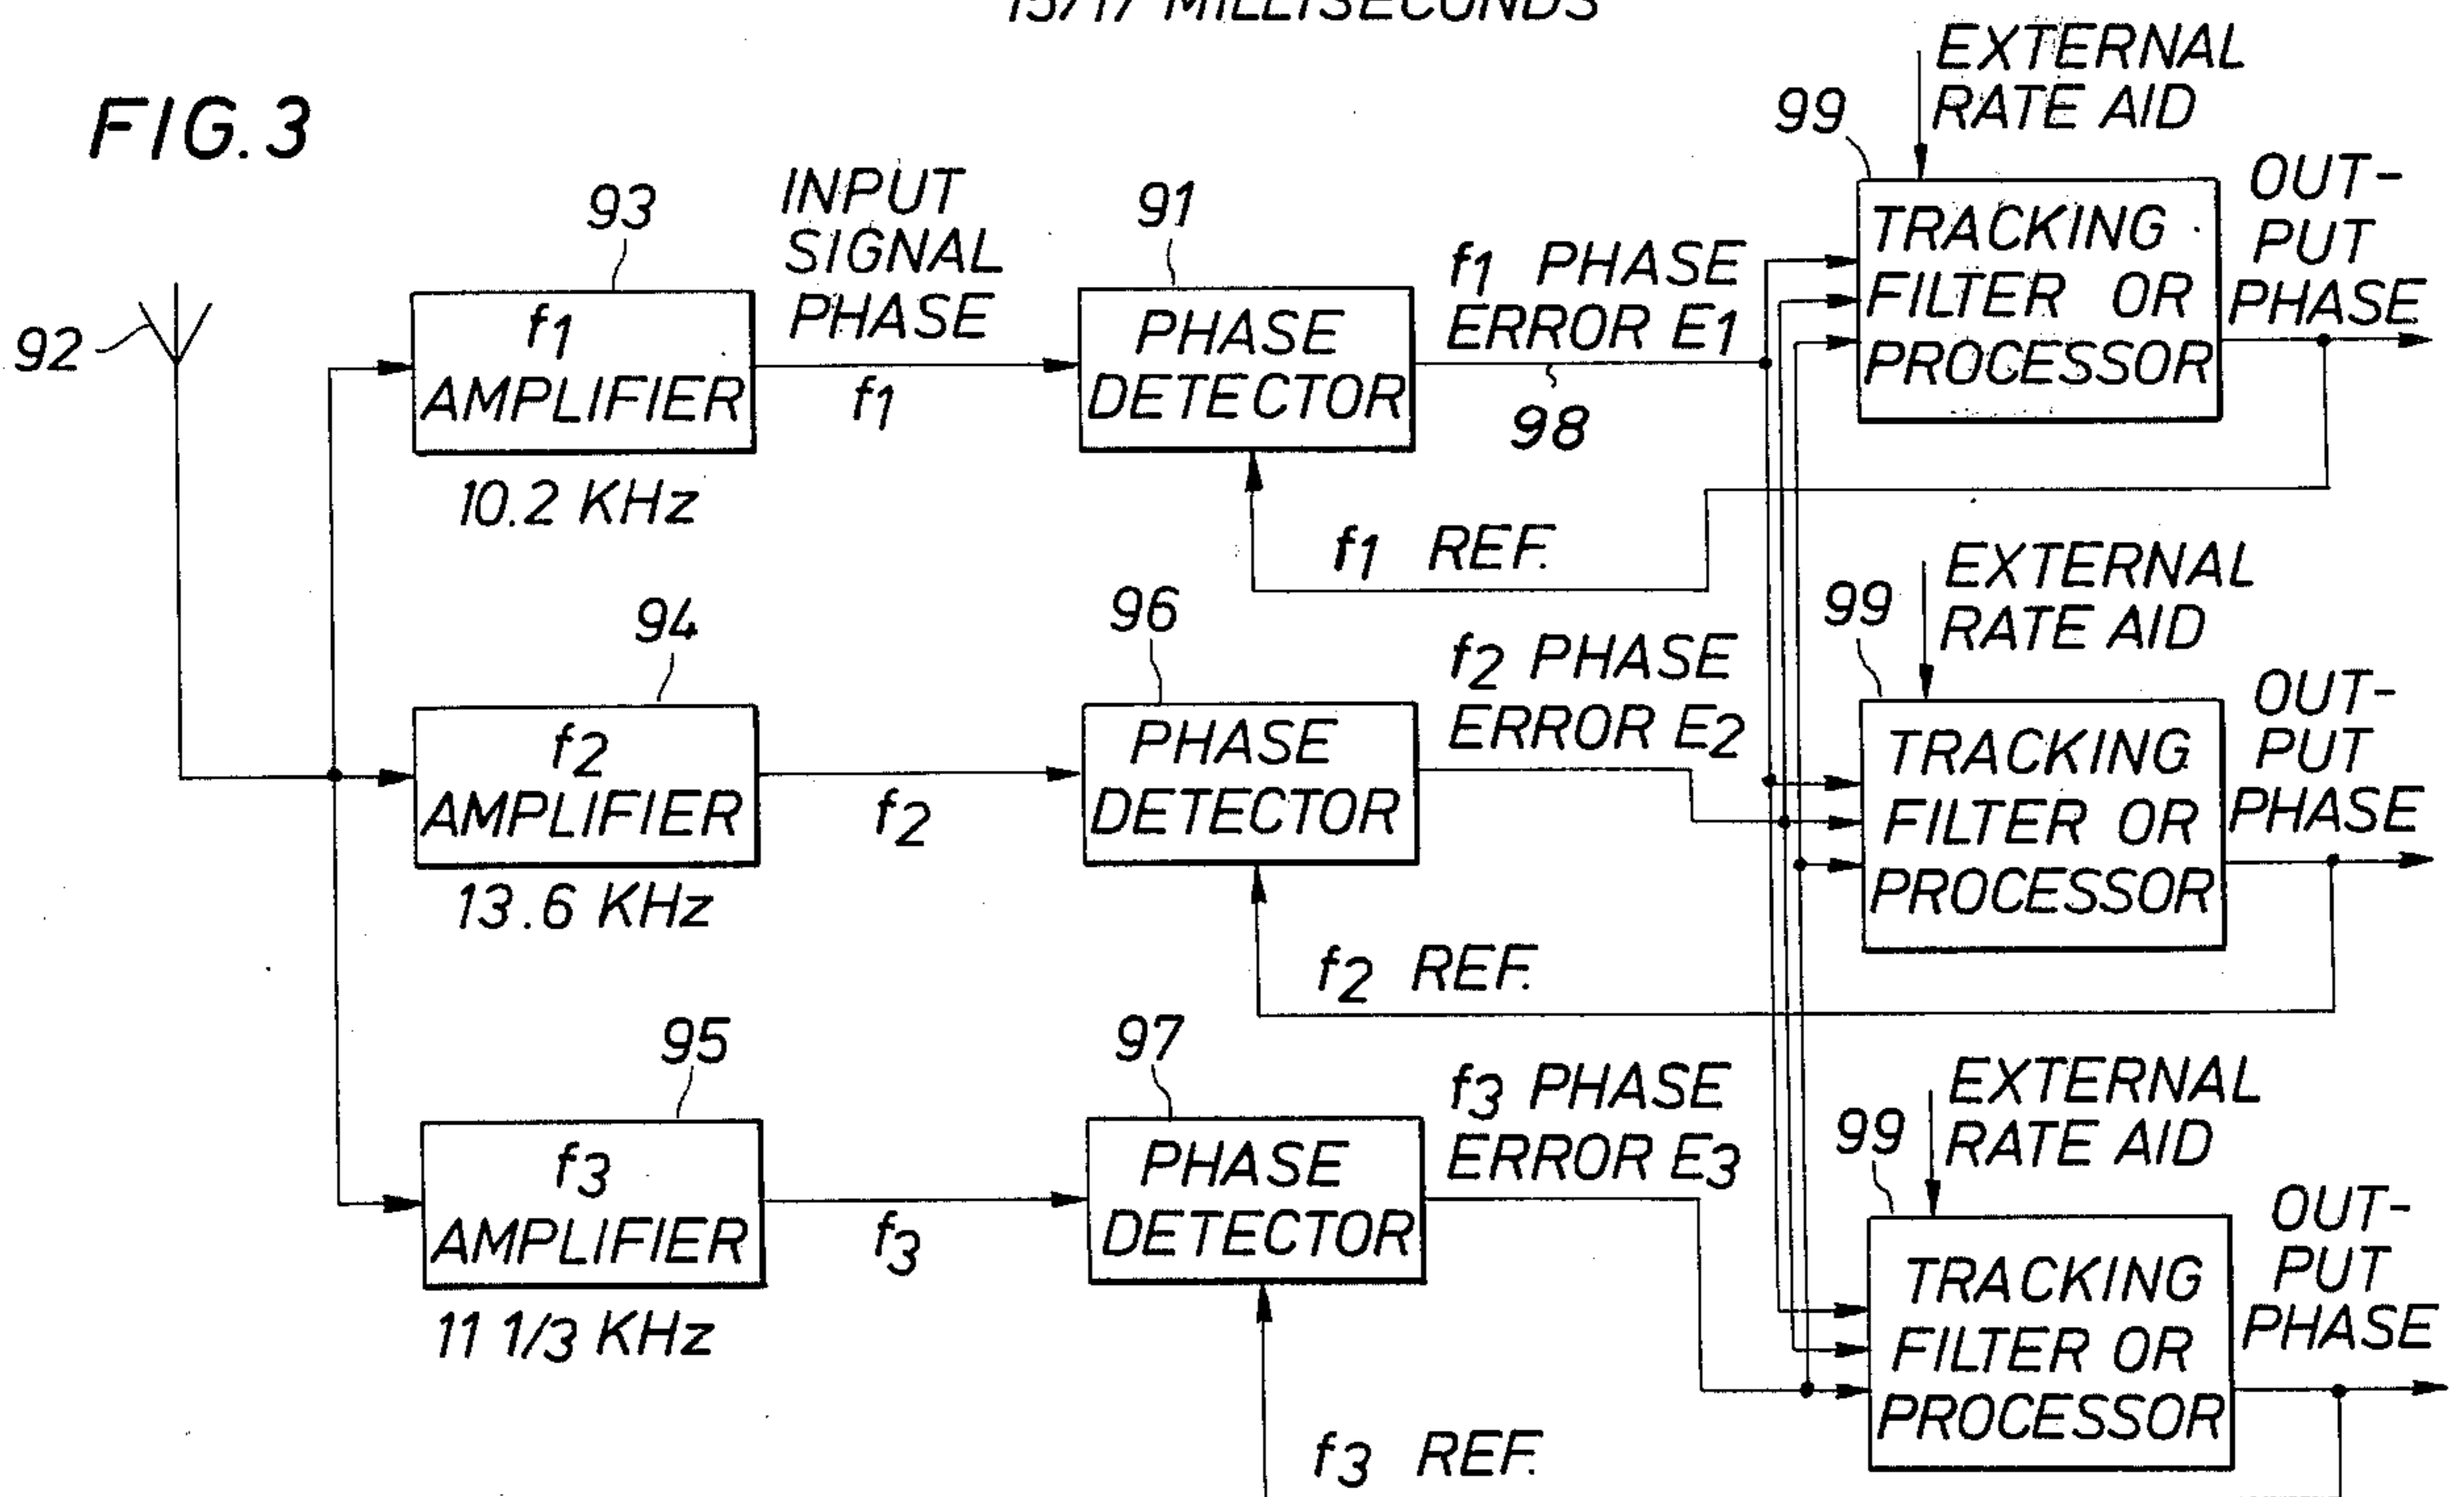 15/17 MILLISECONDS
FIG. 3
EXTERNAL
RATE AID
99
93
INPUT
SIGNAL
PHASE
91
f1 PHASE
ERROR E1
TRACKING
FILTER OR
PROCESSOR
OUT-
PUT
PHASE
92
f1
AMPLIFIER
f1
PHASE
DETECTOR
98
10.2 KHz
f1 REF.
EXTERNAL
RATE AID
99
94
96
f2 PHASE
ERROR E2
TRACKING
FILTER OR
PROCESSOR
OUT-
PUT
PHASE
f2
AMPLIFIER
f2
PHASE
DETECTOR
13.6 KHz
f2 REF.
EXTERNAL
RATE AID
99
95
97
f3 PHASE
ERROR E3
TRACKING
FILTER OR
PROCESSOR
OUT-
PUT
PHASE
f3
AMPLIFIER
f3
PHASE
DETECTOR
11 1/3 KHz
f3 REF.